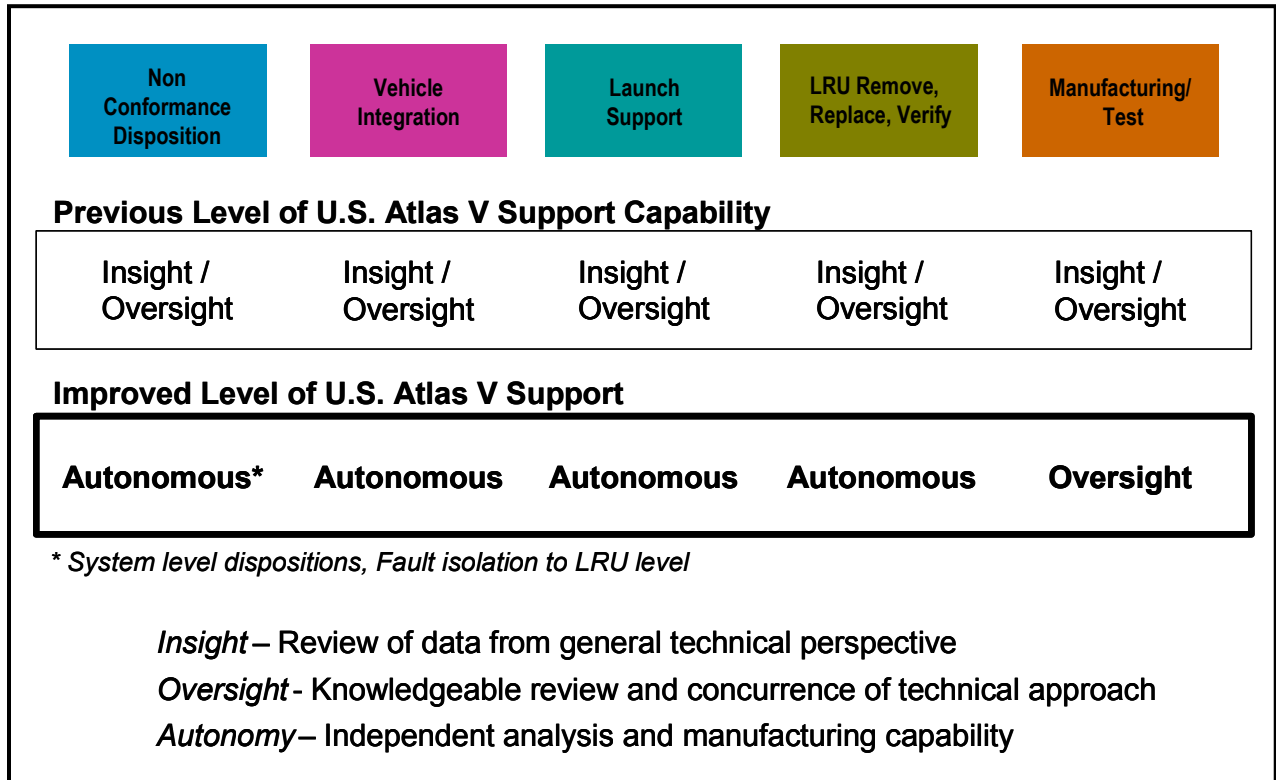 Non
Conformance
Disposition
Vehicle
Integration
Launch
Support
LRU Remove,
Replace, Verify
Manufacturing/
Test
Previous Level of U.S. Atlas V Support Capability
Insight /
Oversight
Insight /
Oversight
Insight /
Oversight
Insight /
Oversight
Insight /
Oversight
Improved Level of U.S. Atlas V Support
Autonomous* Autonomous Autonomous Autonomous Oversight
* System level dispositions, Fault isolation to LRU level
Insight – Review of data from general technical perspective
Oversight - Knowledgeable review and concurrence of technical approach
Autonomy – Independent analysis and manufacturing capability